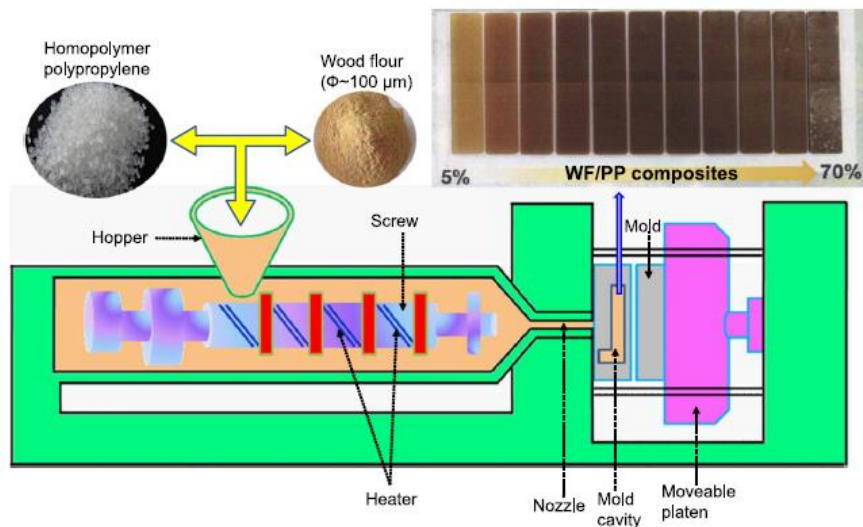 Homopolymer
polypropylene
Wood flour
(Φ~100 µm)
5%
WF/PP composites
70%
Hopper
Screw
Mold
Heater
Nozzle
Mold
cavity
Moveable
platen